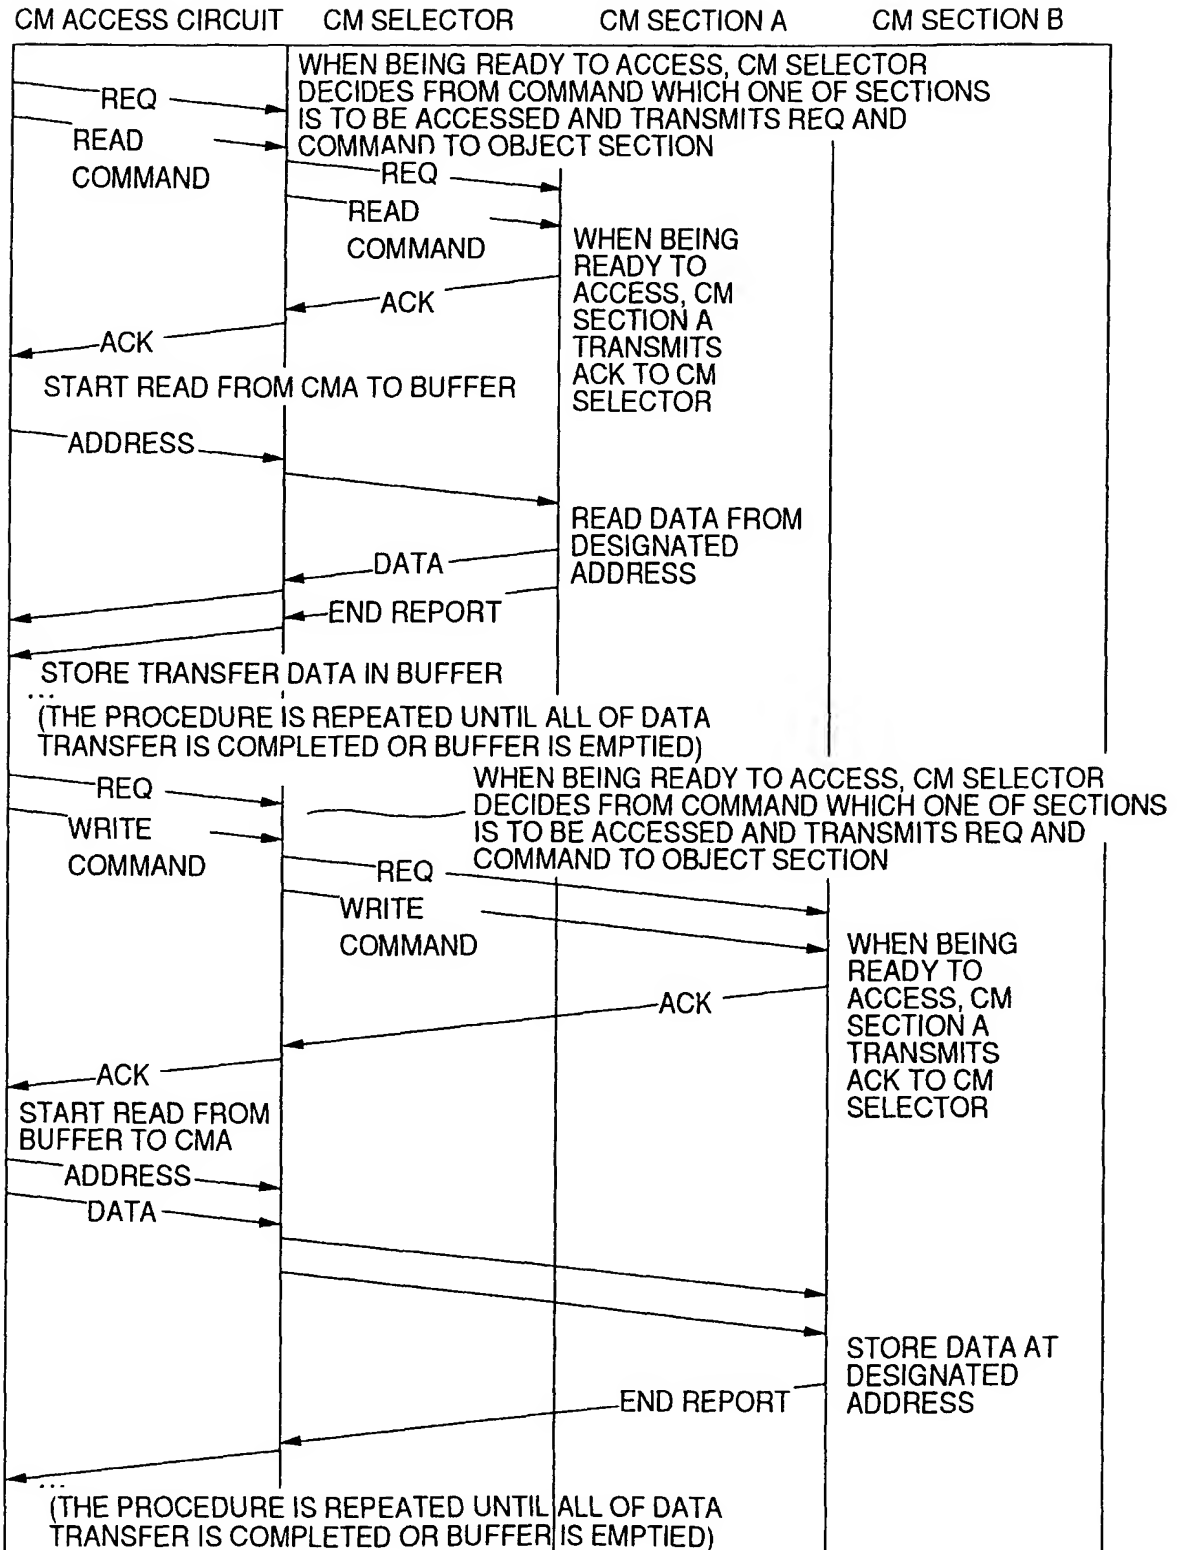 CM ACCESS CIRCUIT CM SELECTOR CM SECTION A CM SECTION B
WHEN BEING READY TO ACCESS, CM SELECTOR
DECIDES FROM COMMAND WHICH ONE OF SECTIONS
IS TO BE ACCESSED AND TRANSMITS REQ AND
COMMAND TO OBJECT SECTION
REQ
READ
COMMAND
REQ
READ
COMMAND
WHEN BEING
READY TO
ACCESS, CM
SECTION A
TRANSMITS
ACK TO CM
SELECTOR
ACK
ACK
START READ FROM CMA TO BUFFER
ADDRESS
READ DATA FROM
DESIGNATED
ADDRESS
DATA
END REPORT
STORE TRANSFER DATA IN BUFFER
...
(THE PROCEDURE IS REPEATED UNTIL ALL OF DATA
TRANSFER IS COMPLETED OR BUFFER IS EMPTIED)
REQ
WRITE
COMMAND
WHEN BEING READY TO ACCESS, CM SELECTOR
DECIDES FROM COMMAND WHICH ONE OF SECTIONS
IS TO BE ACCESSED AND TRANSMITS REQ AND
COMMAND TO OBJECT SECTION
REQ
WRITE
COMMAND
WHEN BEING
READY TO
ACCESS, CM
SECTION A
TRANSMITS
ACK TO CM
SELECTOR
ACK
ACK
START READ FROM
BUFFER TO CMA
ADDRESS
DATA
STORE DATA AT
DESIGNATED
ADDRESS
END REPORT
...
(THE PROCEDURE IS REPEATED UNTIL ALL OF DATA
TRANSFER IS COMPLETED OR BUFFER IS EMPTIED)